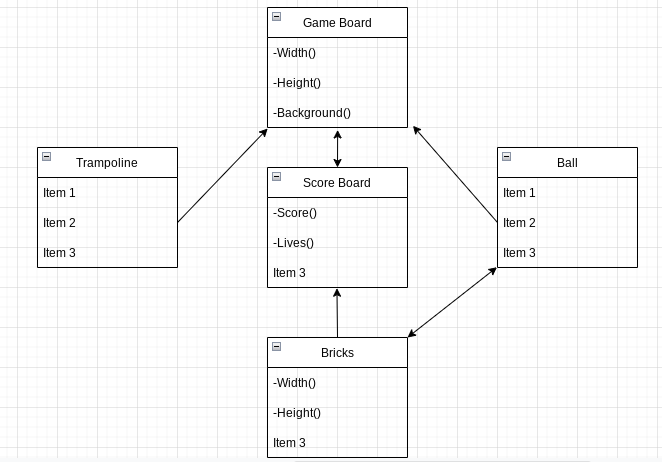 Game Board
-Width()
-Height()
-Background()
Trampoline
Item 1
Item 2
Item 3
Score Board
-Score()
-Lives()
Item 3
Ball
Item 1
Item 2
Item 3
Bricks
-Width()
-Height()
Item 3